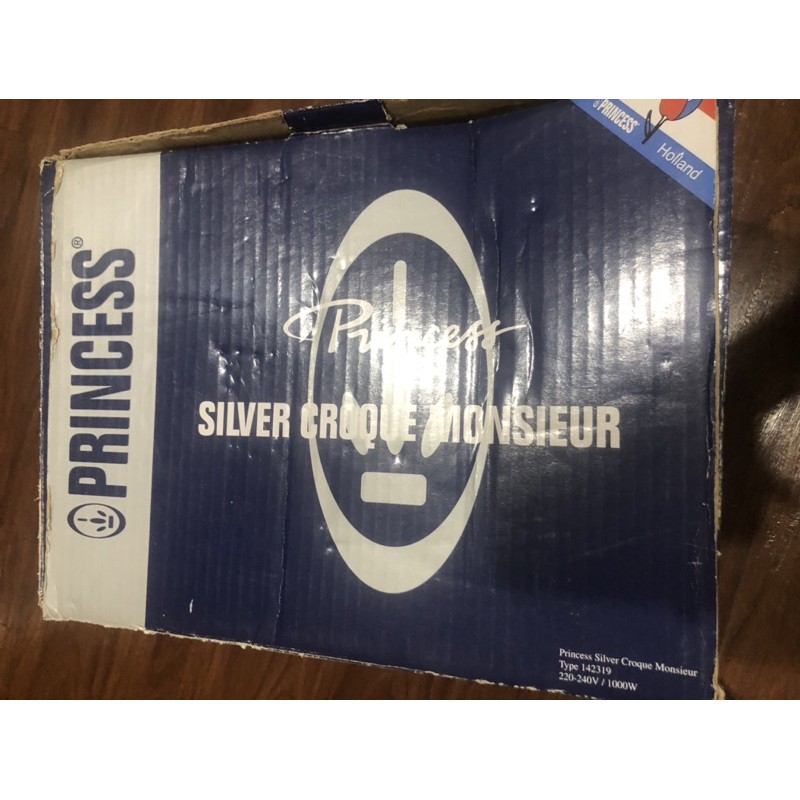 PRINCESS®
Princess
SILVER CROQUE MONSIEUR
PRINCESS
Holland
Princess Silver Croque Monsieur
Type 142319
220-240V / 1000W